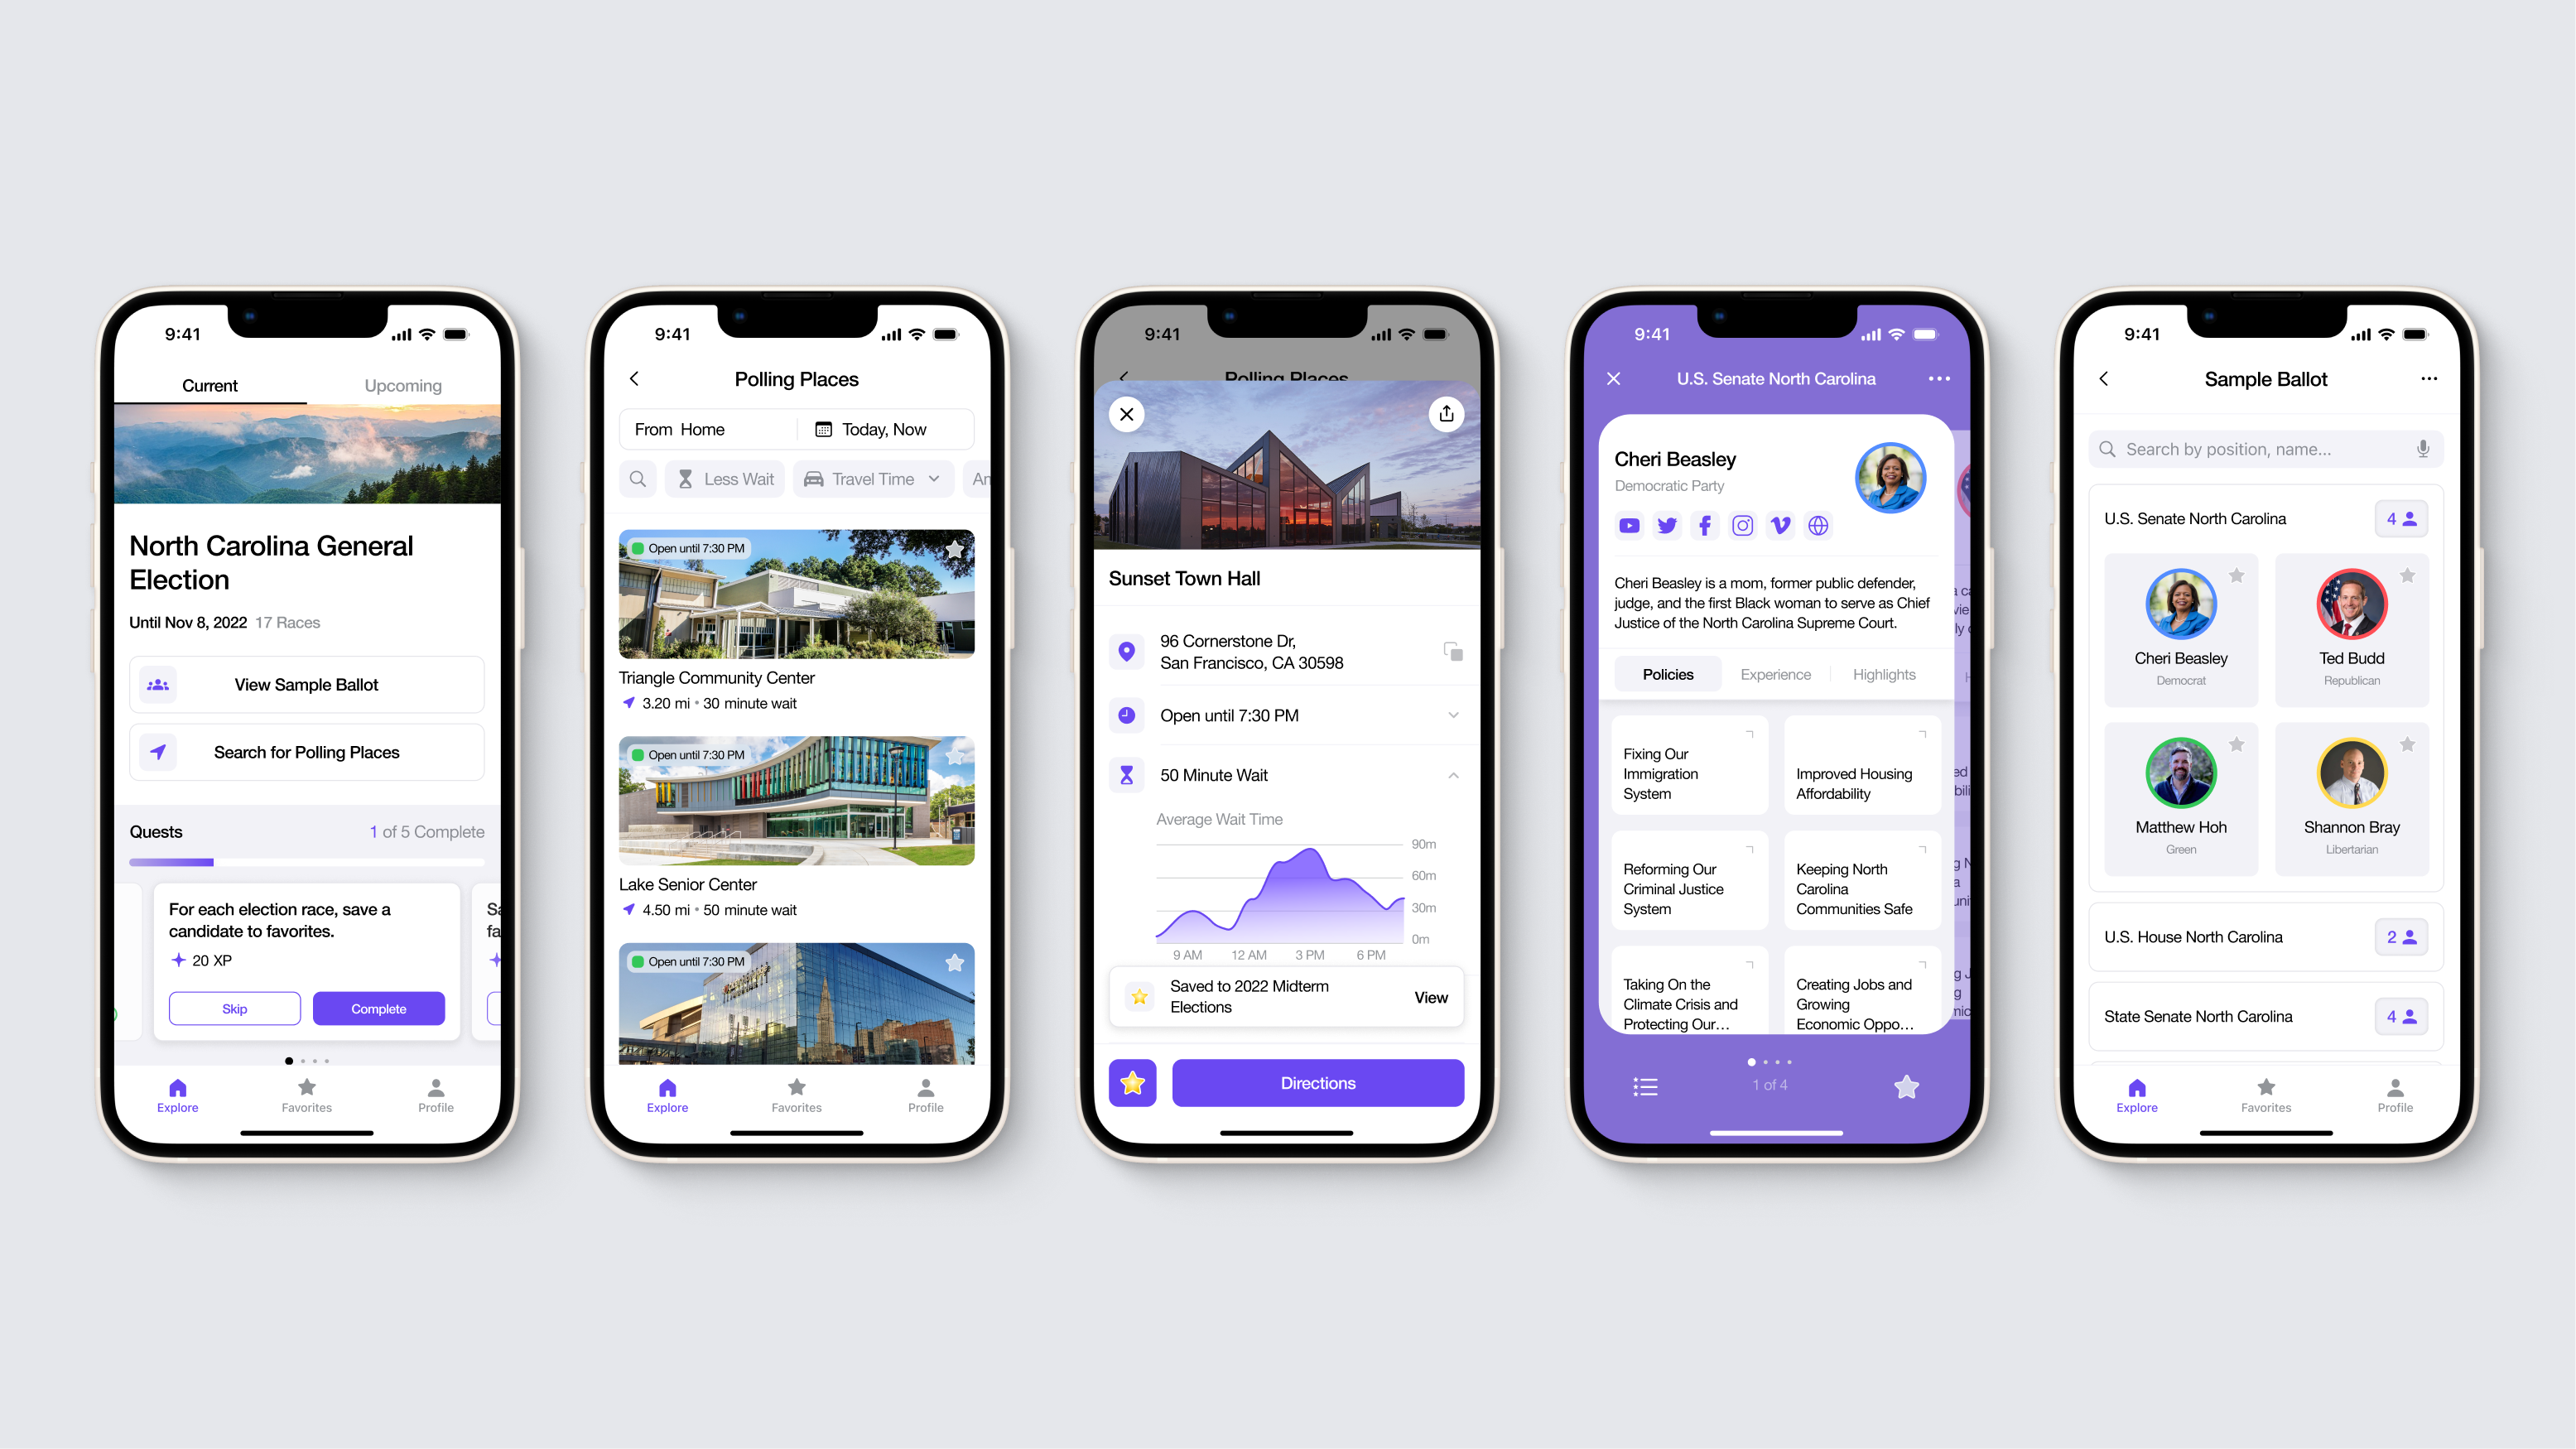 9:41
Current
Upcoming
North Carolina General
Election
Until Nov 8, 2022 17 Races
View Sample Ballot
Search for Polling Places
Quests
1 of 5 Complete
For each election race, save a
candidate to favorites.
20 XP
Skip
Complete
Explore
Favorites
Profile
9:41
Polling Places
From Home
Today, Now
Less Wait
Travel Time
Open until 7:30 PM
Triangle Community Center
3.20 mi • 30 minute wait
Open until 7:30 PM
Lake Senior Center
4.50 mi • 50 minute wait
Open until 7:30 PM
Explore
Favorites
Profile
9:41
Polling Places
Sunset Town Hall
96 Cornerstone Dr,
San Francisco, CA 30598
Open until 7:30 PM
50 Minute Wait
Average Wait Time
90m
60m
30m
0m
9 AM 12 AM 3 PM 6 PM
Saved to 2022 Midterm
Elections
View
Directions
9:41
U.S. Senate North Carolina
Cheri Beasley
Democratic Party
Cheri Beasley is a mom, former public defender,
judge, and the first Black woman to serve as Chief
Justice of the North Carolina Supreme Court.
Policies
Experience
Highlights
Fixing Our
Immigration
System
Improved Housing
Affordability
Reforming Our
Criminal Justice
System
Keeping North
Carolina
Communities Safe
Taking On the
Climate Crisis and
Protecting Our...
Creating Jobs and
Growing
Economic Oppo...
1 of 4
9:41
Sample Ballot
Search by position, name...
U.S. Senate North Carolina
4
Cheri Beasley
Democrat
Ted Budd
Republican
Matthew Hoh
Green
Shannon Bray
Libertarian
U.S. House North Carolina
2
State Senate North Carolina
4
Explore
Favorites
Profile